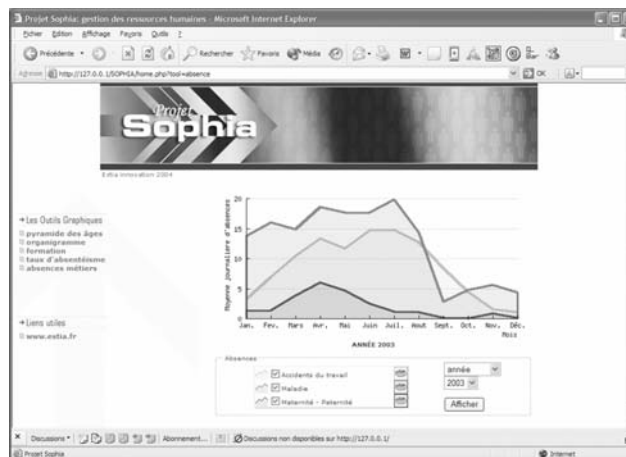 Projet Sophia: gestion des ressources humaines - Microsoft Internet Explorer
Fichier Edition Affichage Favoris Outils ?
Précédente Rechercher Favoris Média
Adresse http://127.0.0.1/SOPHIA/home.php?tool=absence OK
Projet
Sophia
Estia Innovation 2004
Les Outils Graphiques
pyramide des âges
organigramme
formation
taux d'absentéisme
absences métiers
Liens utiles
www.estia.fr
Moyenne journaliere d'absences
20
15
10
5
0
Jan. Fev. Mars Avr. Mai Juin Juil. Aout Sept. Oct. Nov. Déc.
Mois
ANNÉE 2003
Absences
Accidents du travail
Maladie
Maternité - Paternité
année
2003
Afficher
Discussions Abonnement... Discussions non disponibles sur http://127.0.0.1/
Projet Sophia Internet